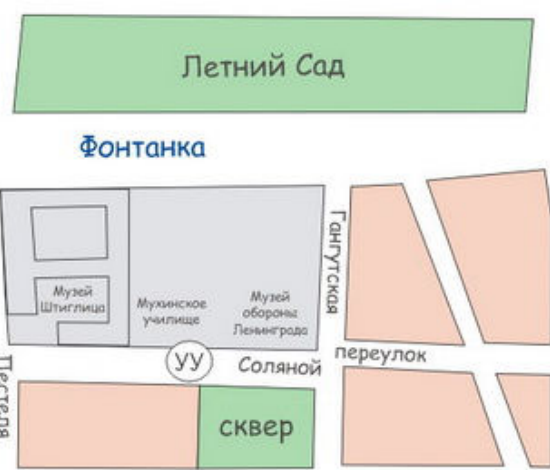 Летний Сад
Фонтанка
Гангутская
Музей
Штиглица
Мухинское
училище
Музей
обороны
Ленинграда
УУ
Соляной переулок
Пестеля
сквер